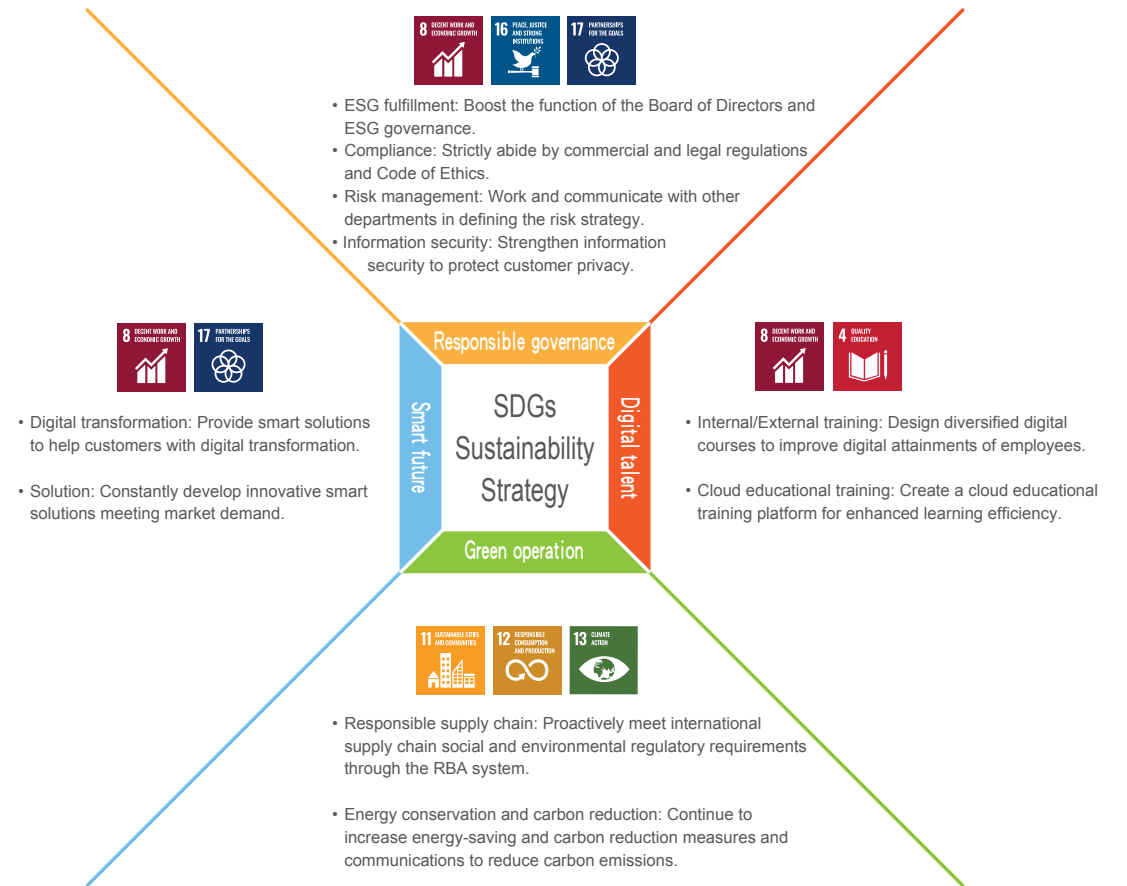 8 DECENT WORK AND
ECONOMIC GROWTH
16 PEACE, JUSTICE
AND STRONG
INSTITUTIONS
17 PARTNERSHIPS
FOR THE GOALS
• ESG fulfillment: Boost the function of the Board of Directors and
ESG governance.
• Compliance: Strictly abide by commercial and legal regulations
and Code of Ethics.
• Risk management: Work and communicate with other
departments in defining the risk strategy.
• Information security: Strengthen information
security to protect customer privacy.
8 DECENT WORK AND
ECONOMIC GROWTH
17 PARTNERSHIPS
FOR THE GOALS
• Digital transformation: Provide smart solutions
to help customers with digital transformation.
• Solution: Constantly develop innovative smart
solutions meeting market demand.
Responsible governance
Smart future
SDGs
Sustainability
Strategy
Digital talent
Green operation
8 DECENT WORK AND
ECONOMIC GROWTH
4 QUALITY
EDUCATION
• Internal/External training: Design diversified digital
courses to improve digital attainments of employees.
• Cloud educational training: Create a cloud educational
training platform for enhanced learning efficiency.
11 SUSTAINABLE CITIES
AND COMMUNITIES
12 RESPONSIBLE
CONSUMPTION
AND PRODUCTION
13 CLIMATE
ACTION
• Responsible supply chain: Proactively meet international
supply chain social and environmental regulatory requirements
through the RBA system.
• Energy conservation and carbon reduction: Continue to
increase energy-saving and carbon reduction measures and
communications to reduce carbon emissions.